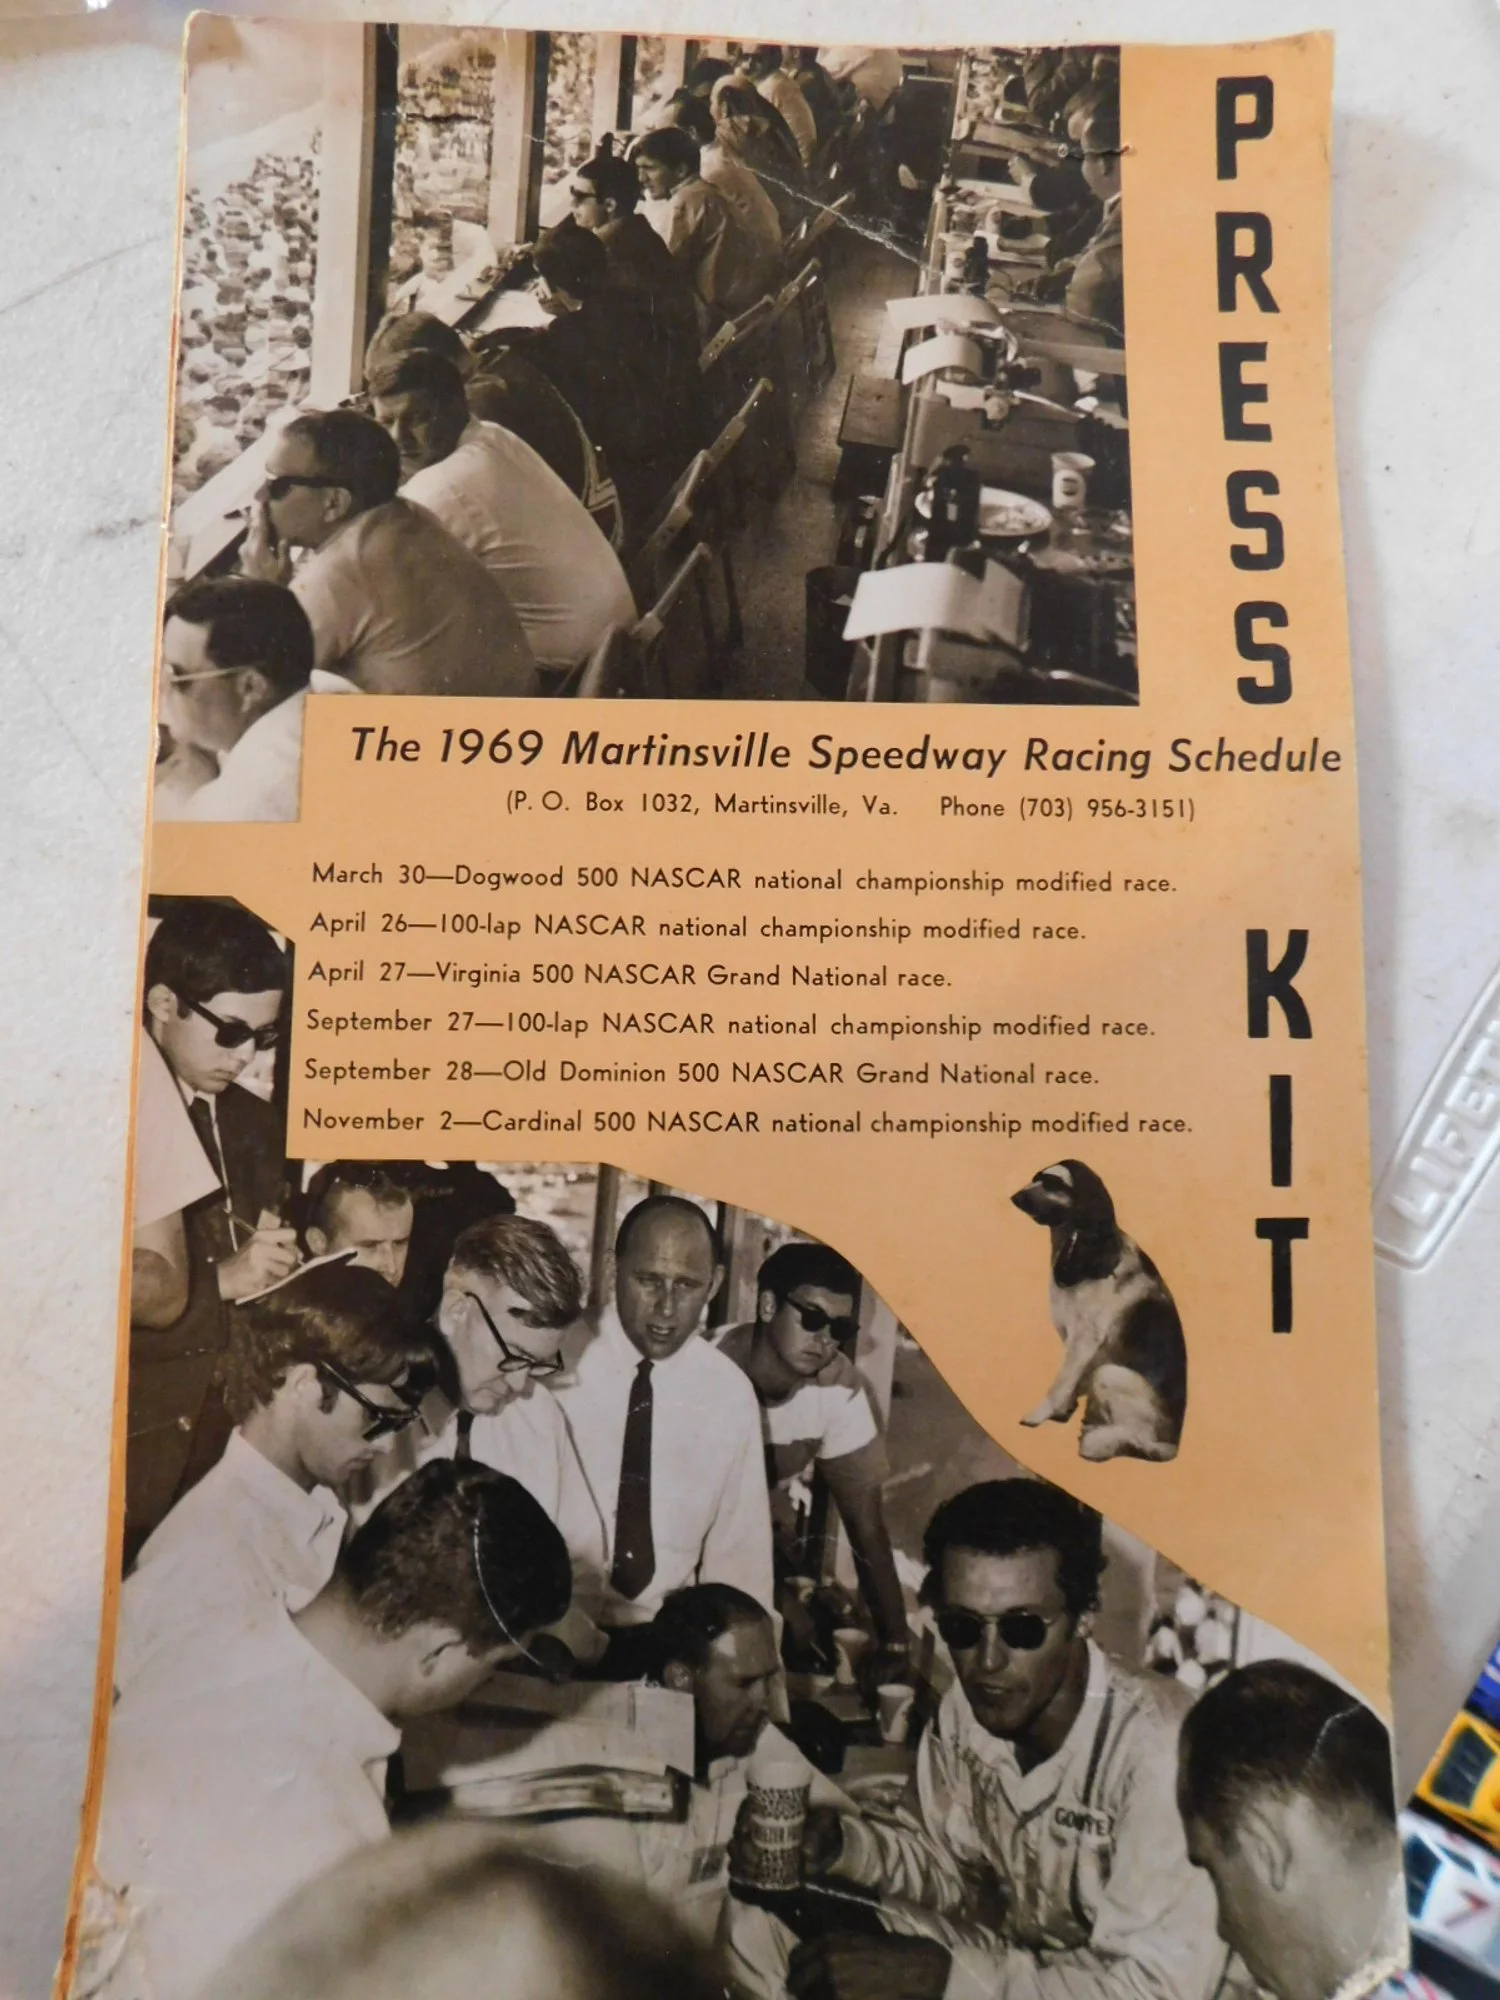 PRESS
The 1969 Martinsville Speedway Racing Schedule
(P. O. Box 1032, Martinsville, Va. Phone (703) 956-3151)
March 30—Dogwood 500 NASCAR national championship modified race.
April 26—100-lap NASCAR national championship modified race.
April 27—Virginia 500 NASCAR Grand National race.
September 27—100-lap NASCAR national championship modified race.
September 28—Old Dominion 500 NASCAR Grand National race.
November 2—Cardinal 500 NASCAR national championship modified race.
KIT